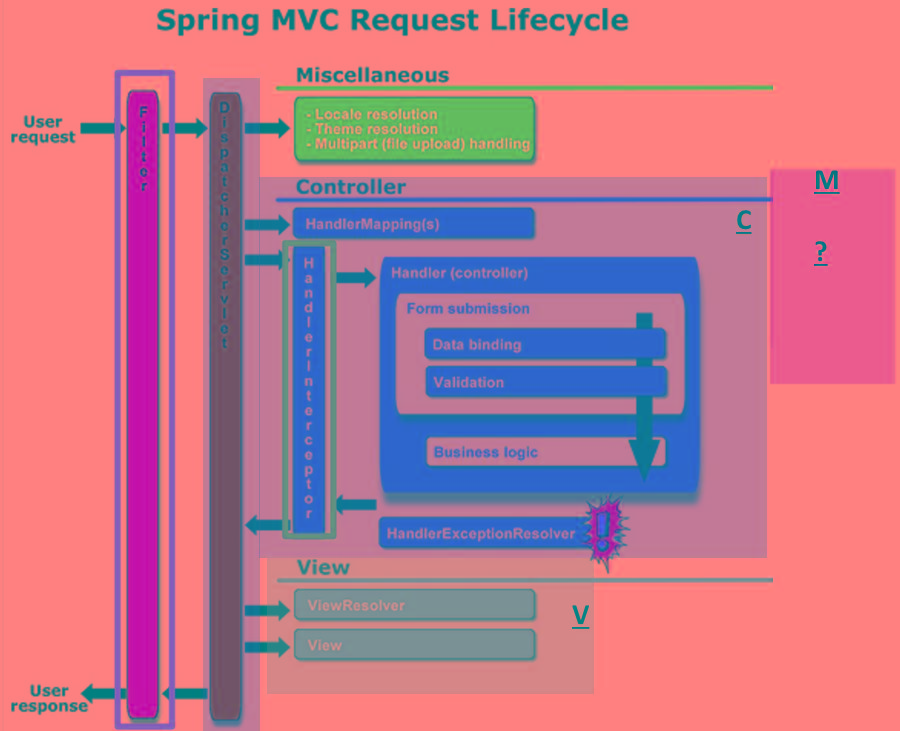 Spring MVC Request Lifecycle
Miscellaneous
User
request
Filter
DispatcherServlet
- Locale resolution
- Theme resolution
- Multipart (file upload) handling
Controller
M
C
?
HandlerMapping(s)
HandlerInterceptor
Handler (controller)
Form submission
Data binding
Validation
Business logic
HandlerExceptionResolver
!
View
ViewResolver
V
View
User
response